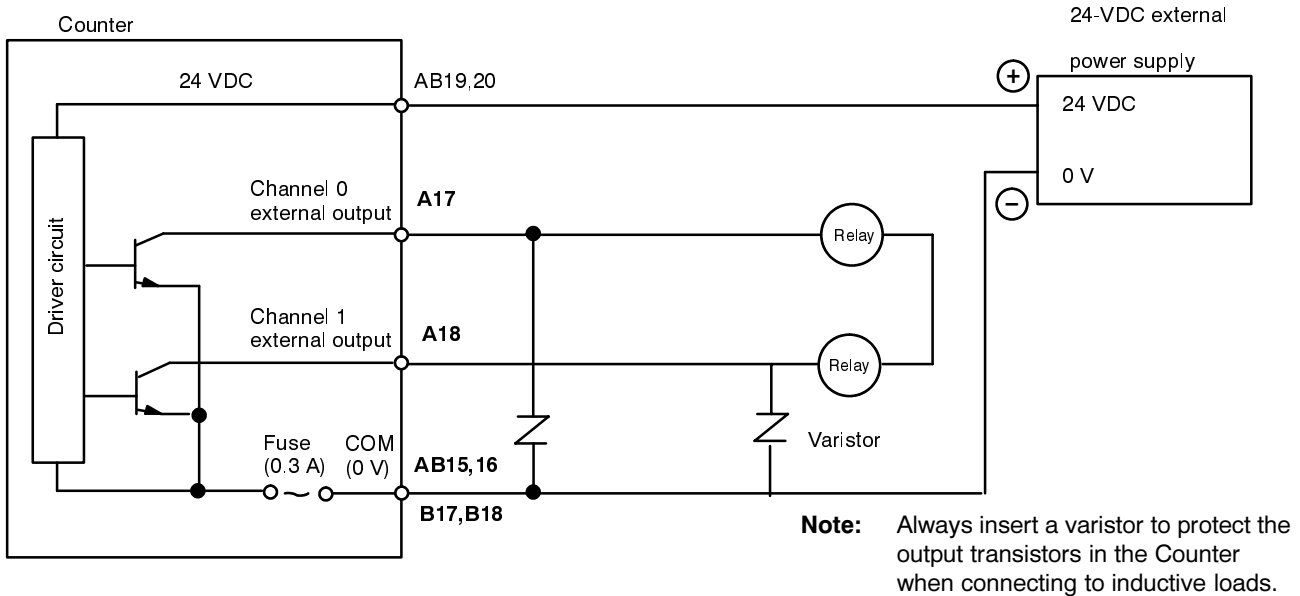 Counter
24-VDC external
power supply
24 VDC
AB19,20
+
24 VDC
0 V
−
Driver circuit
Channel 0
external output
A17
Relay
Channel 1
external output
A18
Relay
Fuse
(0.3 A)
COM
(0 V)
AB15,16
B17,B18
Varistor
Note: Always insert a varistor to protect the
output transistors in the Counter
when connecting to inductive loads.